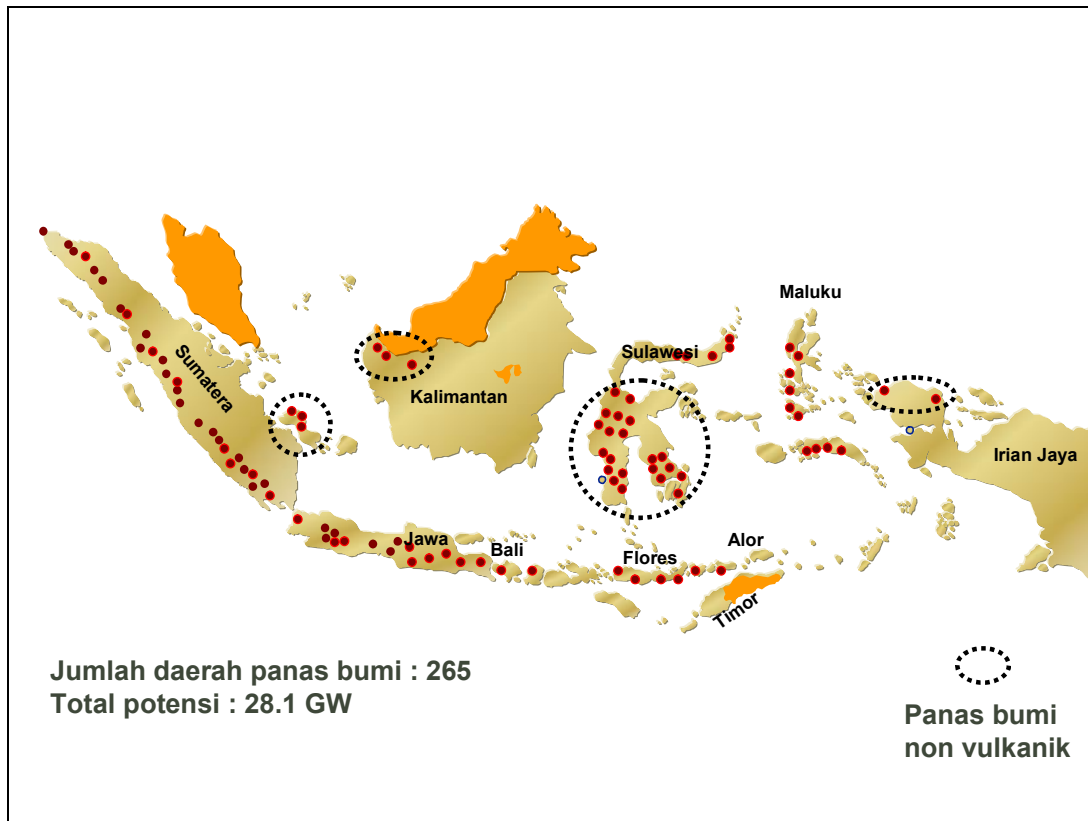 Maluku
Sulawesi
Sumatera
Kalimantan
Irian Jaya
Jawa
Bali
Flores
Alor
Timor
Jumlah daerah panas bumi : 265
Total potensi : 28.1 GW
Panas bumi
non vulkanik